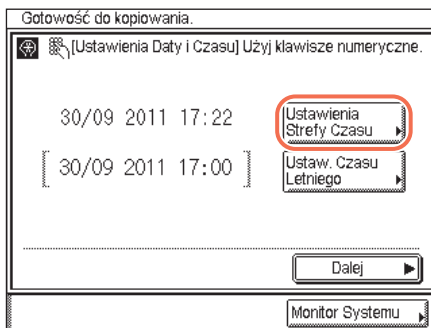 Gotowość do kopiowania.
[Ustawienia Daty i Czasu] Użyj klawisze numeryczne.
30/09 2011 17:22
Ustawienia
Strefy Czasu
[ 30/09 2011 17:00 ]
Ustaw. Czasu
Letniego
Dalej
Monitor Systemu